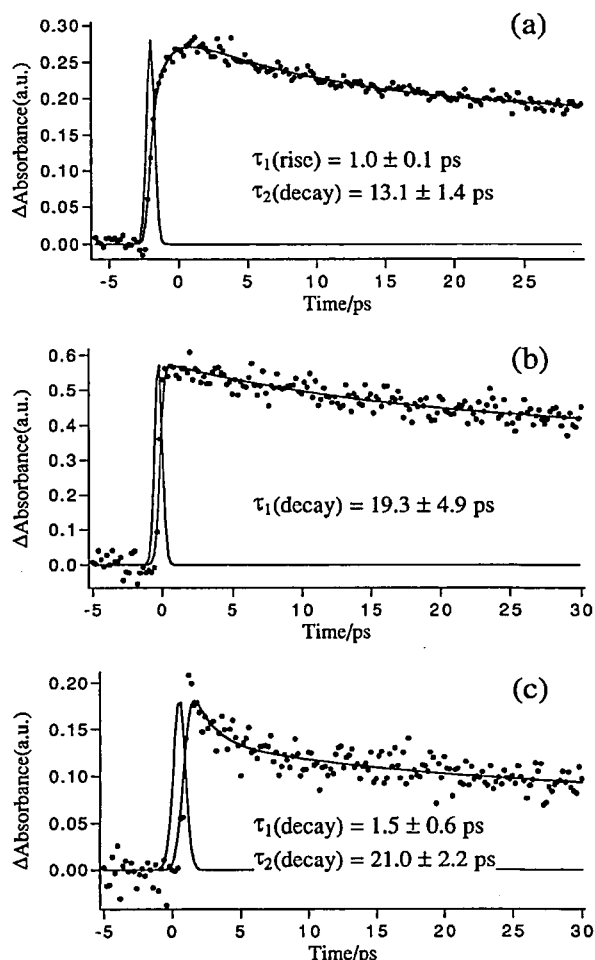 (a)
0.30
0.25
0.20
0.15
0.10
0.05
0.00
ΔAbsorbance(a.u.)
τ1(rise) = 1.0 ± 0.1 ps
τ2(decay) = 13.1 ± 1.4 ps
-5 0 5 10 15 20 25
Time/ps
(b)
0.6
0.5
0.4
0.3
0.2
0.1
0.0
ΔAbsorbance(a.u.)
τ1(decay) = 19.3 ± 4.9 ps
-5 0 5 10 15 20 25 30
Time/ps
(c)
0.20
0.15
0.10
0.05
0.00
ΔAbsorbance(a.u.)
τ1(decay) = 1.5 ± 0.6 ps
τ2(decay) = 21.0 ± 2.2 ps
-5 0 5 10 15 20 25 30
Time/ps